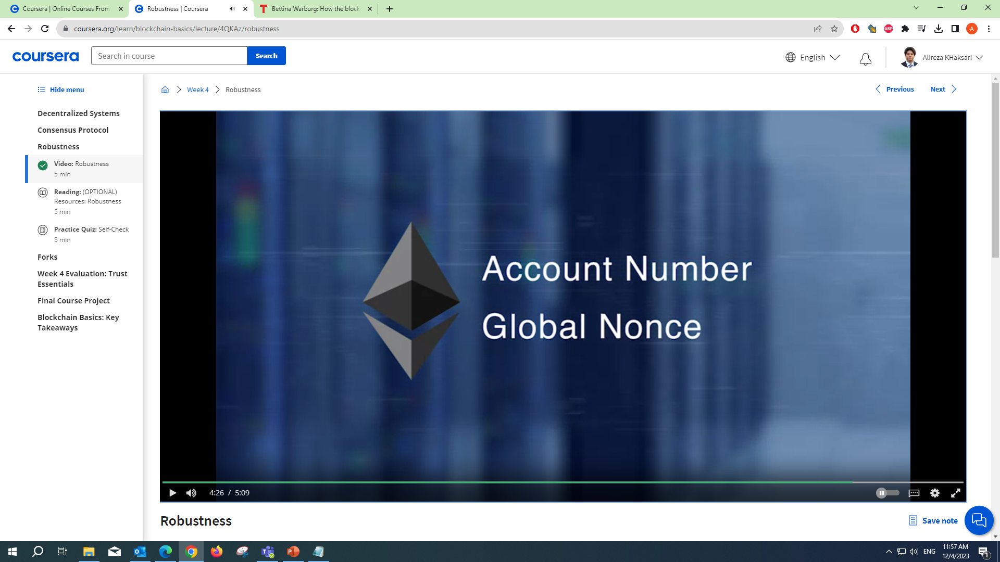 Coursera | Online Courses From
Robustness | Coursera
Bettina Warburg: How the block
coursera.org/learn/blockchain-basics/lecture/4QKAz/robustness
ABP
A
coursera
Search in course
Search
English
Alireza KHaksari
Hide menu
Week 4
Robustness
Previous
Next
Decentralized Systems
Consensus Protocol
Robustness
Video: Robustness
5 min
Reading: (OPTIONAL)
Resources: Robustness
5 min
Practice Quiz: Self-Check
5 min
Forks
Week 4 Evaluation: Trust
Essentials
Final Course Project
Blockchain Basics: Key
Takeaways
Account Number
Global Nonce
4:26 / 5:09
Robustness
Save note
ENG
11:57 AM
12/4/2023
1